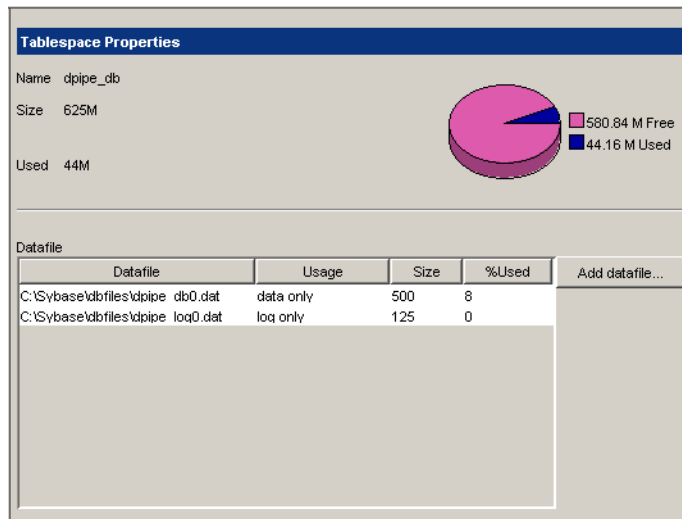 Tablespace Properties
Name dpipe_db
Size 625M
580.84 M Free
44.16 M Used
Used 44M
Datafile
Datafile Usage Size %Used Add datafile...
C:\Sybase\dbfiles\dpipe_db0.dat data only 500 8
C:\Sybase\dbfiles\dpipe_log0.dat log only 125 0